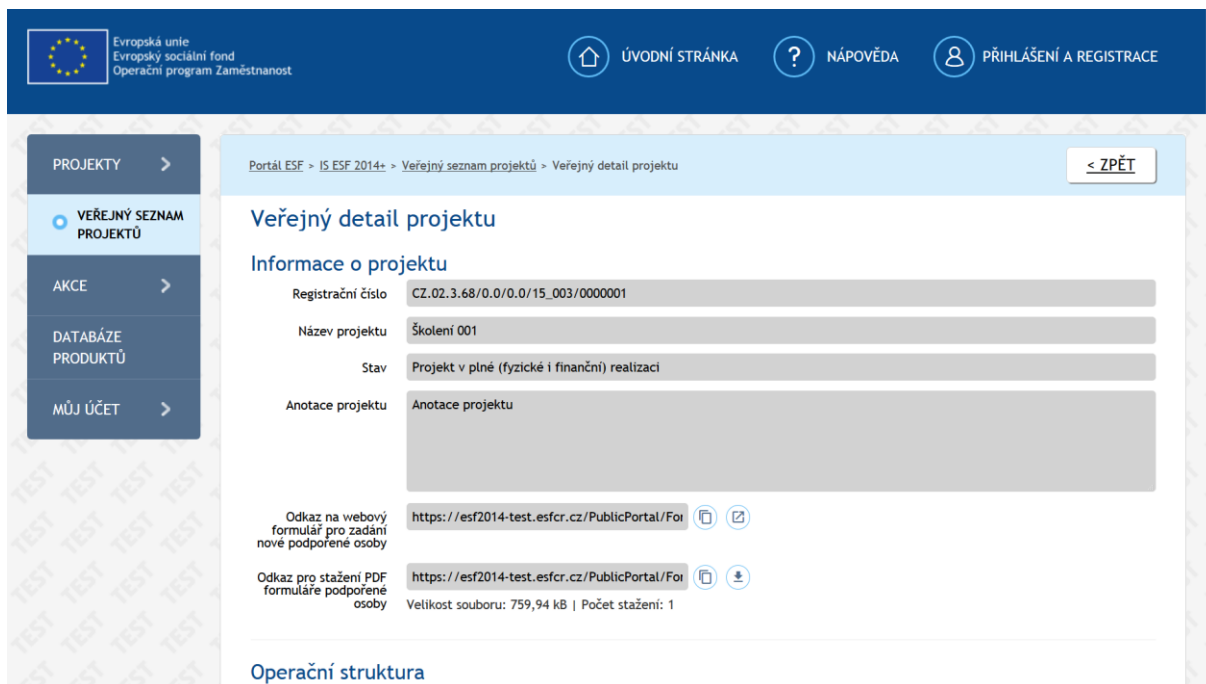 Evropská unie
Evropský sociální fond
Operační program Zaměstnanost
ÚVODNÍ STRÁNKA
?
NÁPOVĚDA
PŘIHLÁŠENÍ A REGISTRACE
PROJEKTY >
VEŘEJNÝ SEZNAM
PROJEKTŮ
AKCE >
DATABÁZE
PRODUKTŮ
MŮJ ÚČET >
Portál ESF > IS ESF 2014+ > Veřejný seznam projektů > Veřejný detail projektu
< ZPĚT
Veřejný detail projektu
Informace o projektu
Registrační číslo CZ.02.3.68/0.0/0.0/15_003/0000001
Název projektu Školení 001
Stav Projekt v plné (fyzické i finanční) realizaci
Anotace projektu Anotace projektu
Odkaz na webový
formulář pro zadání
nové podpořené osoby
https://esf2014-test.esfcr.cz/PublicPortal/For
Odkaz pro stažení PDF
formuláře podpořené
osoby
https://esf2014-test.esfcr.cz/PublicPortal/For
Velikost souboru: 759,94 kB | Počet stažení: 1
Operační struktura
TEST